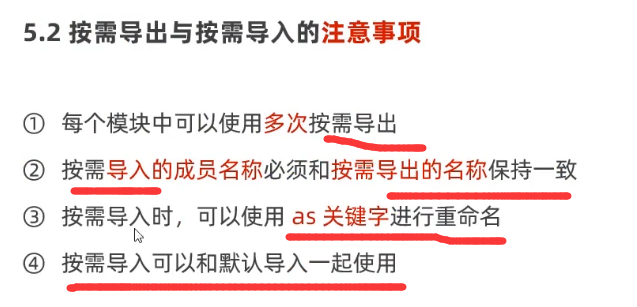 5.2 按需导出与按需导入的注意事项
① 每个模块中可以使用多次按需导出
② 按需导入的成员名称必须和按需导出的名称保持一致
③ 按需导入时，可以使用 as 关键字进行重命名
④ 按需导入可以和默认导入一起使用